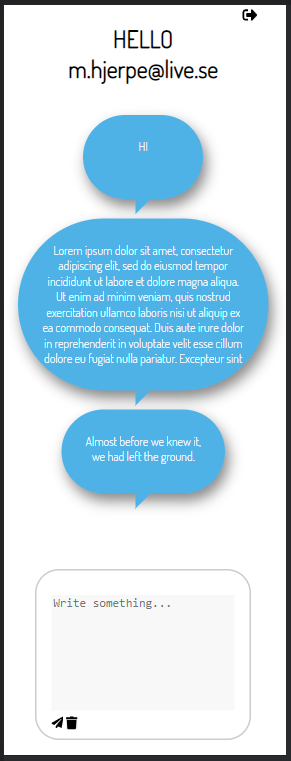 HELLO
m.hjerpe@live.se
HI
Lorem ipsum dolor sit amet, consectetur
adipiscing elit, sed do eiusmod tempor
incididunt ut labore et dolore magna aliqua.
Ut enim ad minim veniam, quis nostrud
exercitation ullamco laboris nisi ut aliquip ex
ea commodo consequat. Duis aute irure dolor
in reprehenderit in voluptate velit esse cillum
dolore eu fugiat nulla pariatur. Excepteur sint
Almost before we knew it,
we had left the ground.
Write something...